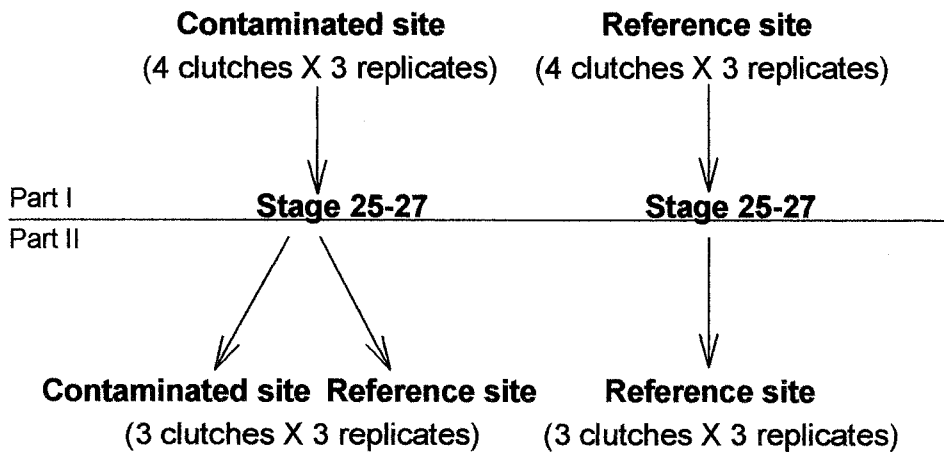 Contaminated site Reference site
(4 clutches X 3 replicates) (4 clutches X 3 replicates)
Part I
Stage 25-27 Stage 25-27
Part II
Contaminated site Reference site Reference site
(3 clutches X 3 replicates) (3 clutches X 3 replicates)